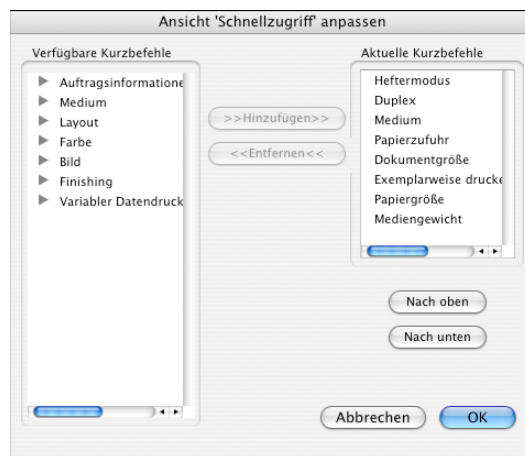 Ansicht 'Schnellzugriff' anpassen
Verfügbare Kurzbefehle
Auftragsinformatione
Medium
Layout
Farbe
Bild
Finishing
Variabler Datendruck
>>Hinzufügen>>
<<Entfernen<<
Aktuelle Kurzbefehle
Heftermodus
Duplex
Medium
Papierzufuhr
Dokumentgröße
Exemplarweise drucke
Papiergröße
Mediengewicht
Nach oben
Nach unten
Abbrechen
OK